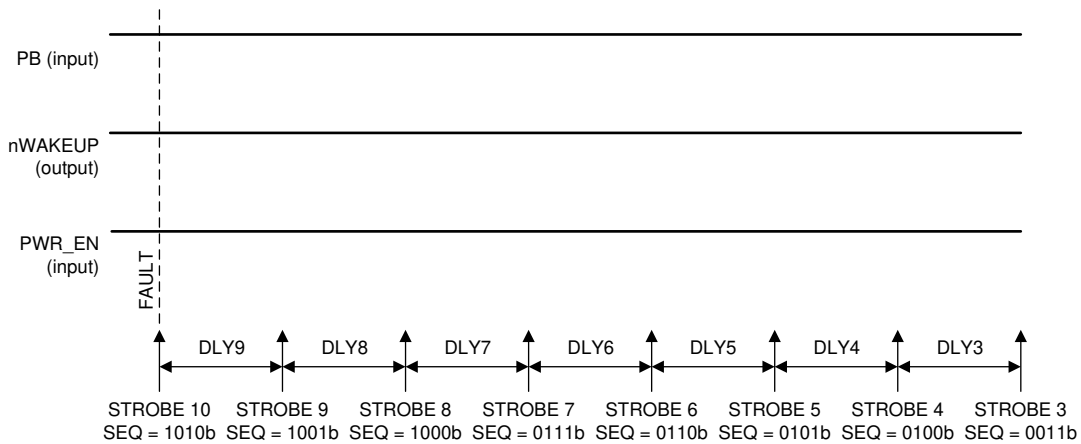 PB (input)
nWAKEUP
(output)
PWR_EN
(input)
FAULT
DLY9 DLY8 DLY7 DLY6 DLY5 DLY4 DLY3
STROBE 10 STROBE 9 STROBE 8 STROBE 7 STROBE 6 STROBE 5 STROBE 4 STROBE 3
SEQ = 1010b SEQ = 1001b SEQ = 1000b SEQ = 0111b SEQ = 0110b SEQ = 0101b SEQ = 0100b SEQ = 0011b